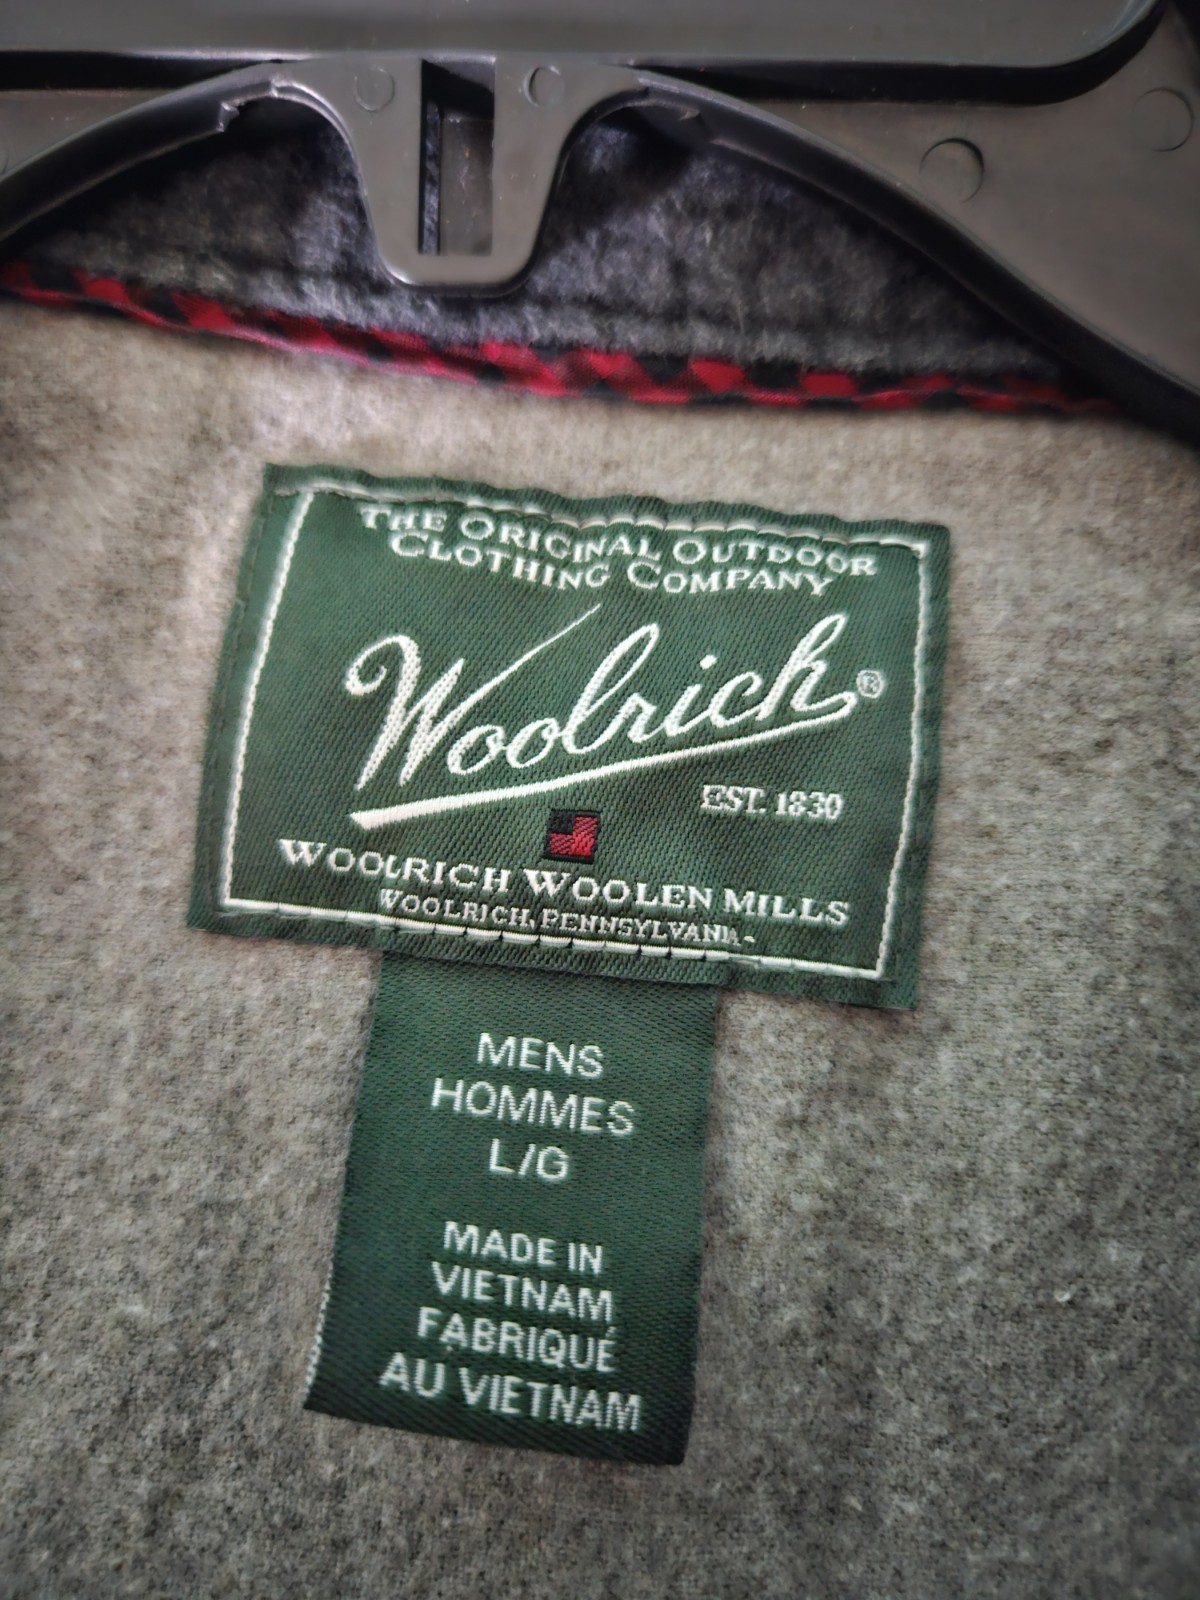 THE ORIGINAL OUTDOOR
CLOTHING COMPANY
Woolrich®
EST. 1830
WOOLRICH WOOLEN MILLS
WOOLRICH, PENNSYLVANIA
MENS
HOMMES
L/G
MADE IN
VIETNAM
FABRIQUÉ
AU VIETNAM